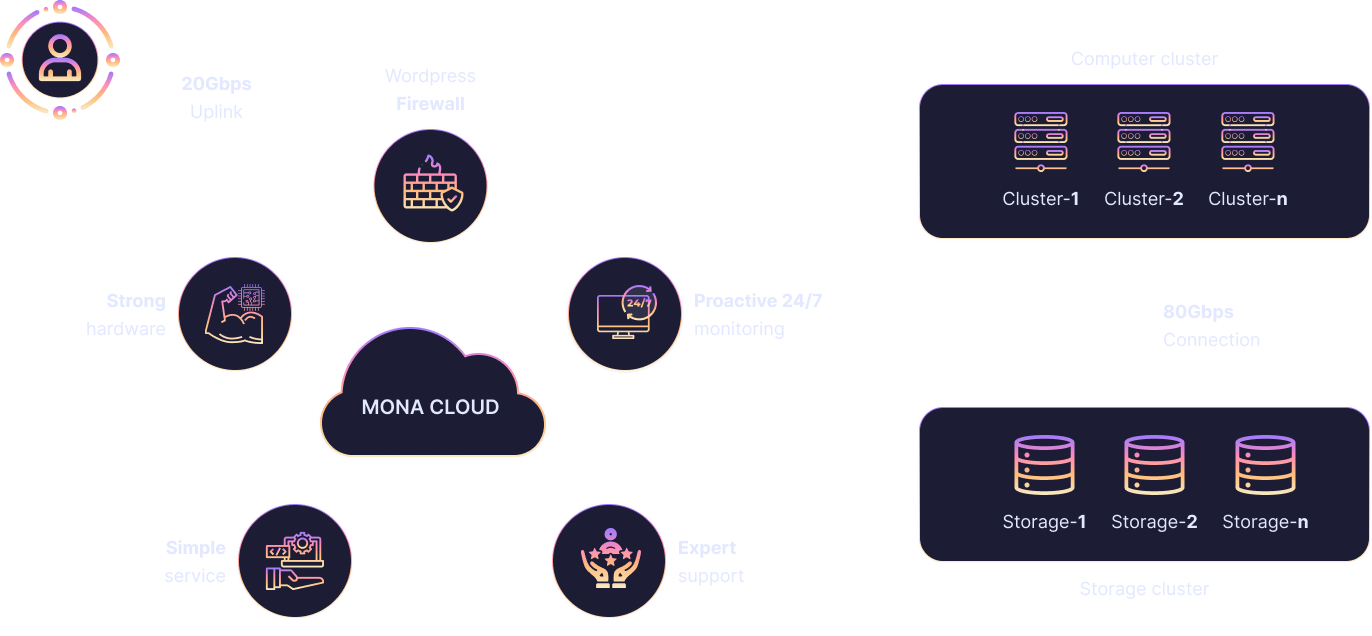 20Gbps
Uplink
Wordpress
Firewall
Strong
hardware
24/7
Proactive 24/7
monitoring
MONA CLOUD
Simple
service
</>
Expert
support
Computer cluster
Cluster-1
Cluster-2
Cluster-n
80Gbps
Connection
Storage-1
Storage-2
Storage-n
Storage cluster